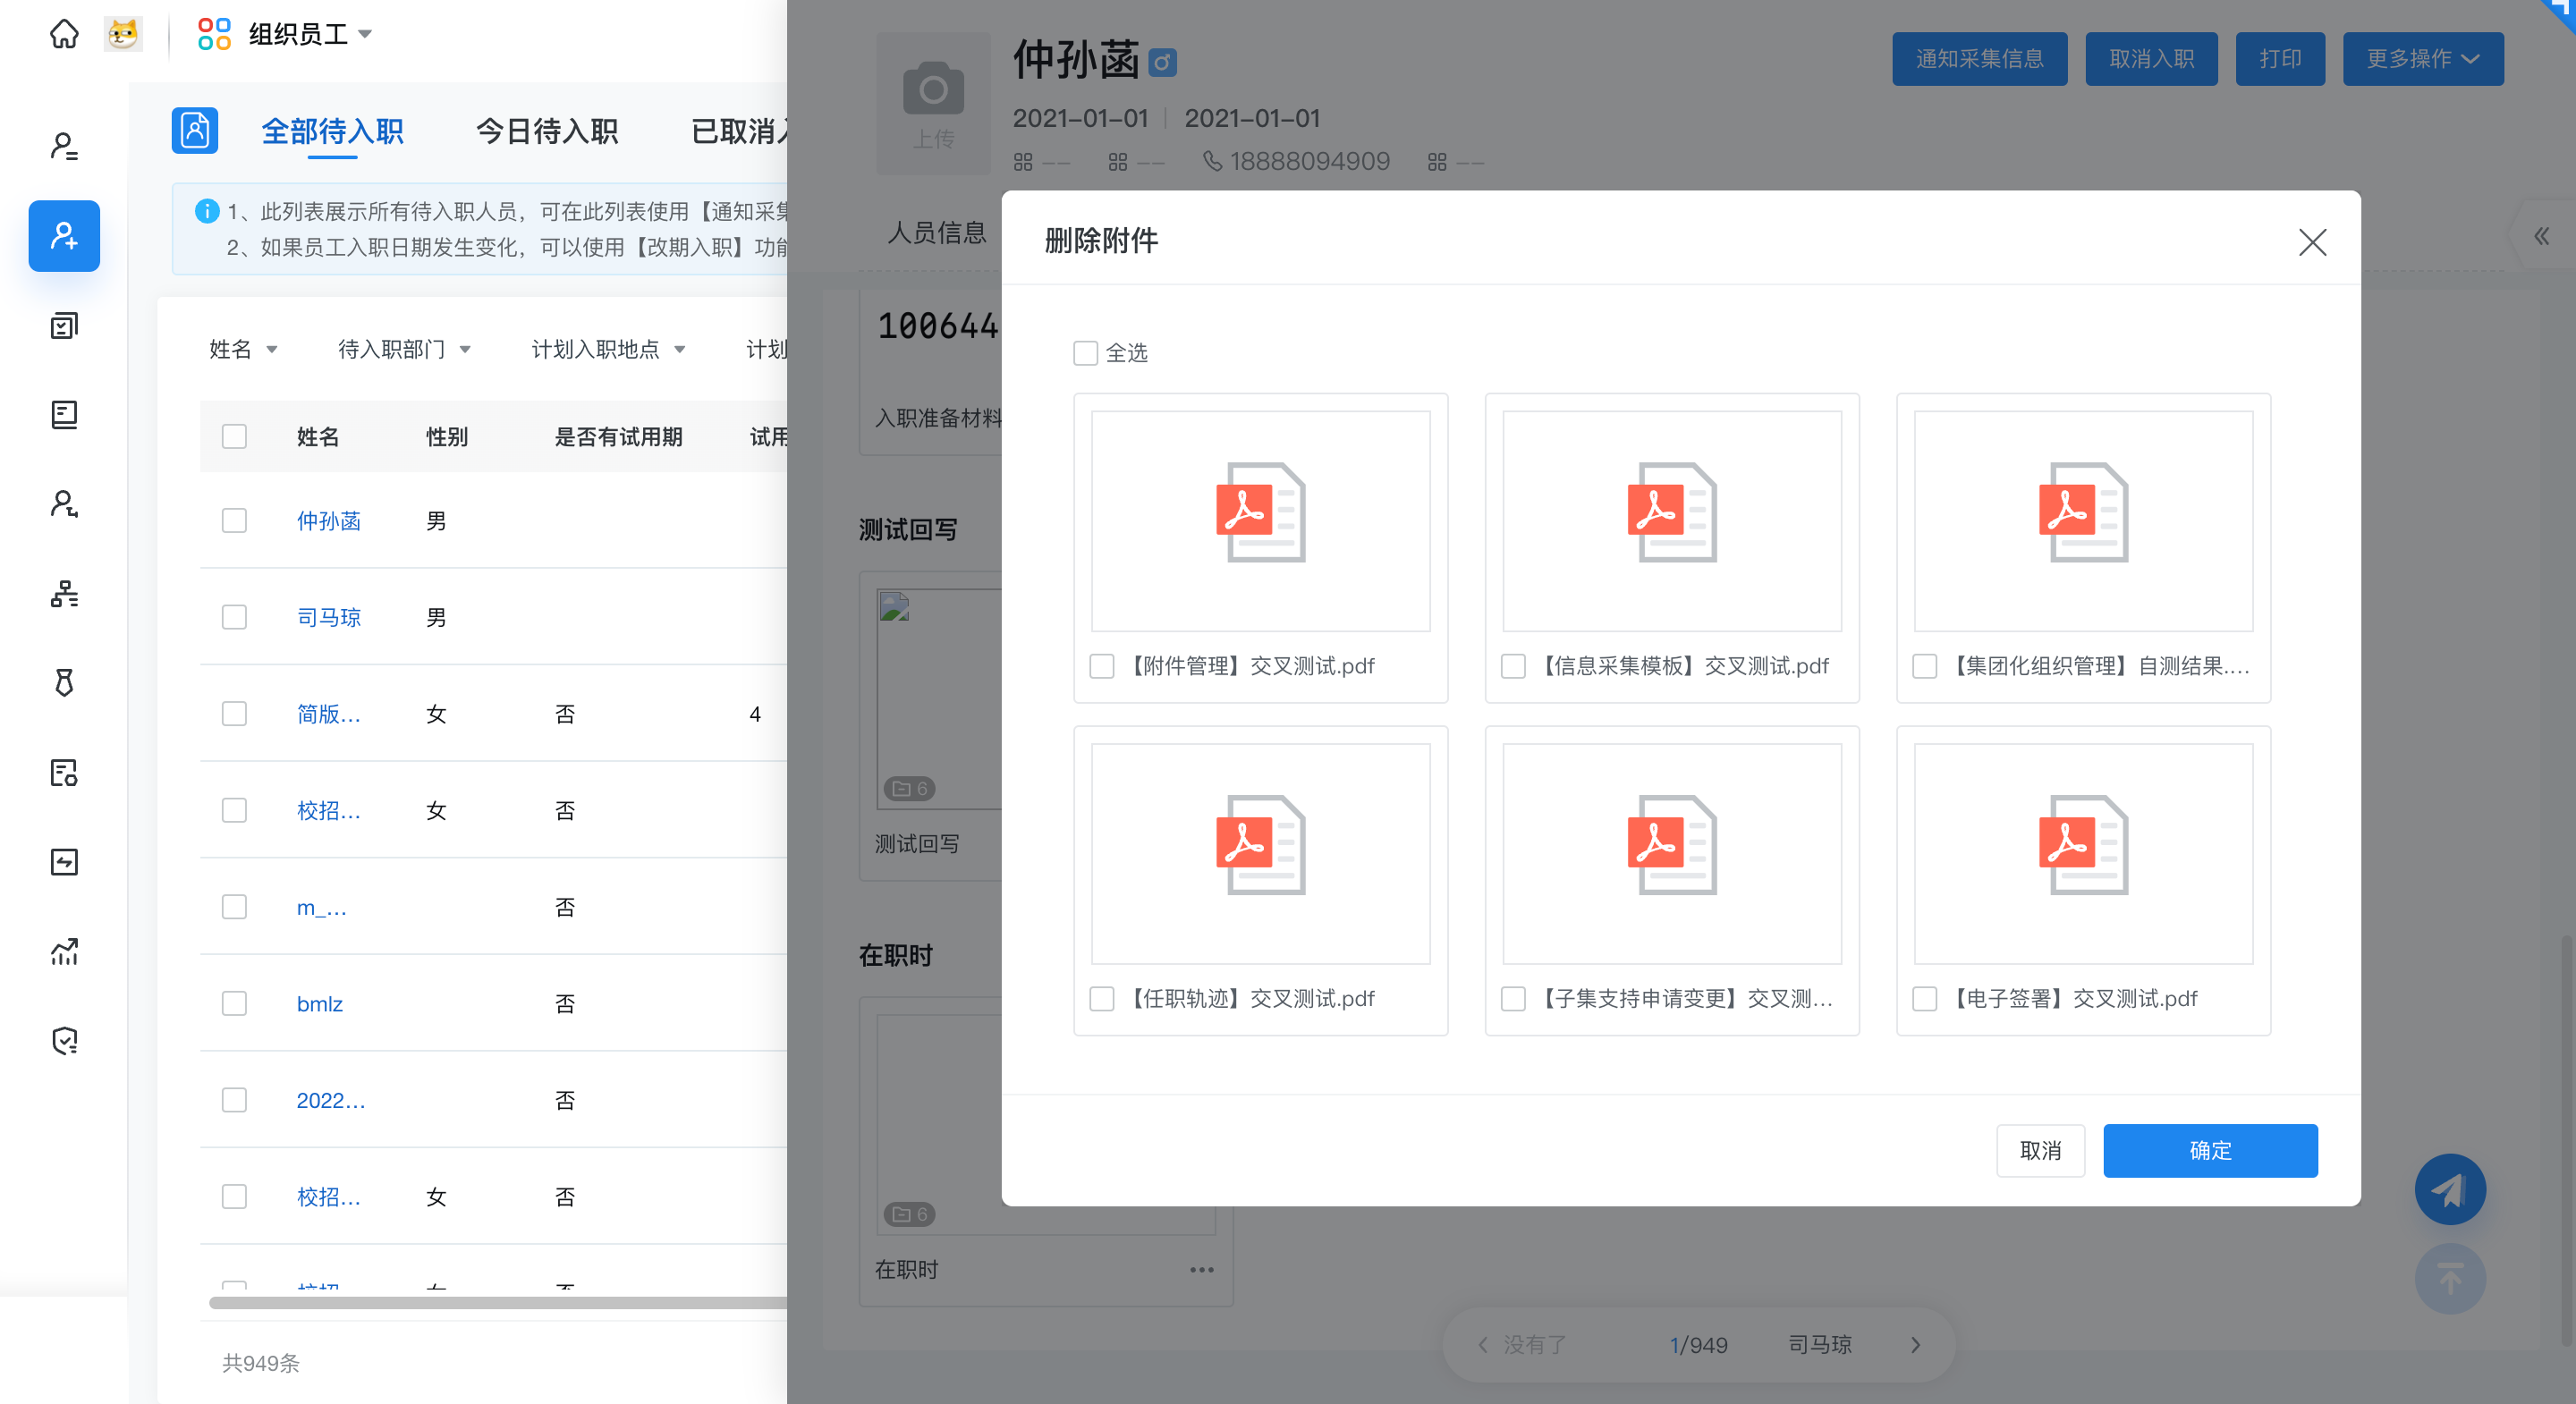 组织员工
全部待入职 今日待入职 已取消入
1、此列表展示所有待入职人员，可在此列表使用【通知采集
2、如果员工入职日期发生变化，可以使用【改期入职】功能
姓名 待入职部门 计划入职地点 计划
姓名 性别 是否有试用期 试用
仲孙菡 男
司马琼 男
简版... 女 否 4
校招... 女 否
m_... 否
bmlz 否
2022... 否
校招... 女 否
校招 女 否
共949条
上传
仲孙菡
2021-01-01 2021-01-01
-- -- 18888094909 --
通知采集信息 取消入职 打印 更多操作
人员信息
100644
入职准备材料
测试回写
6
测试回写
在职时
6
在职时
没有了 1/949 司马琼
删除附件
全选
【附件管理】交叉测试.pdf
【信息采集模板】交叉测试.pdf
【集团化组织管理】自测结果....
【任职轨迹】交叉测试.pdf
【子集支持申请变更】交叉测...
【电子签署】交叉测试.pdf
取消 确定